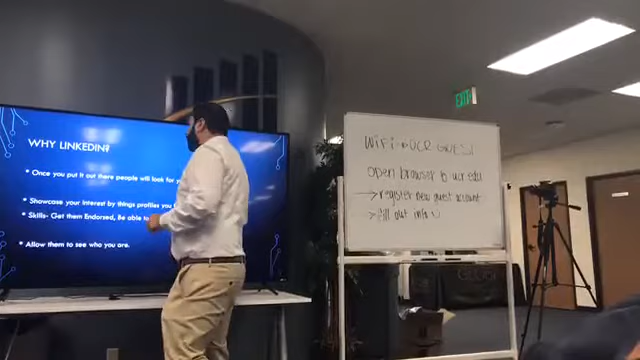 WHY LINKEDIN?
* Once you put it out there people will look for
* Showcase your interest by things profiles you
* Skills- Get them Endorsed, Be able to
* Allow them to see who you are.
EXIT
WIFI UCR GUEST
open browser to ucr.edu
→ register new guest account
→ fill out info